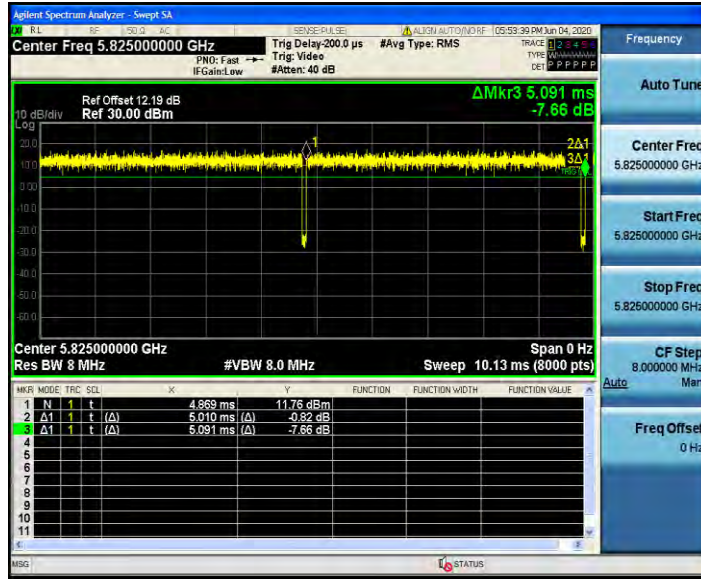 Agilent Spectrum Analyzer - Swept SA
RL RF 50 Ω AC SENSE:PULSE ALIGN AUTO/NO RF 05:53:39 PM Jun 04, 2020
Center Freq 5.825000000 GHz
PNO: Fast
IFGain:Low
Trig Delay-200.0 µs
Trig: Video
#Atten: 40 dB
#Avg Type: RMS
TRACE 1 2 3 4 5 6
TYPE
DET P P P P P P
Ref Offset 12.19 dB
10 dB/div Ref 30.00 dBm
Log
ΔMkr3 5.091 ms
-7.66 dB
20.0
10.0
0.00
-10.0
-20.0
-30.0
-40.0
-50.0
-60.0
1
2Δ1
3Δ1
Center 5.825000000 GHz Span 0 Hz
Res BW 8 MHz #VBW 8.0 MHz Sweep 10.13 ms (8000 pts)
MKR MODE TRC SCL X Y FUNCTION FUNCTION WIDTH FUNCTION VALUE
1 N 1 t 4.869 ms 11.76 dBm
2 Δ1 1 t (Δ) 5.010 ms (Δ) -0.82 dB
3 Δ1 1 t (Δ) 5.091 ms (Δ) -7.66 dB
4
5
6
7
8
9
10
11
MSG STATUS
Frequency
Auto Tune
Center Freq
5.825000000 GHz
Start Freq
5.825000000 GHz
Stop Freq
5.825000000 GHz
CF Step
8.000000 MHz
Auto Man
Freq Offset
0 Hz